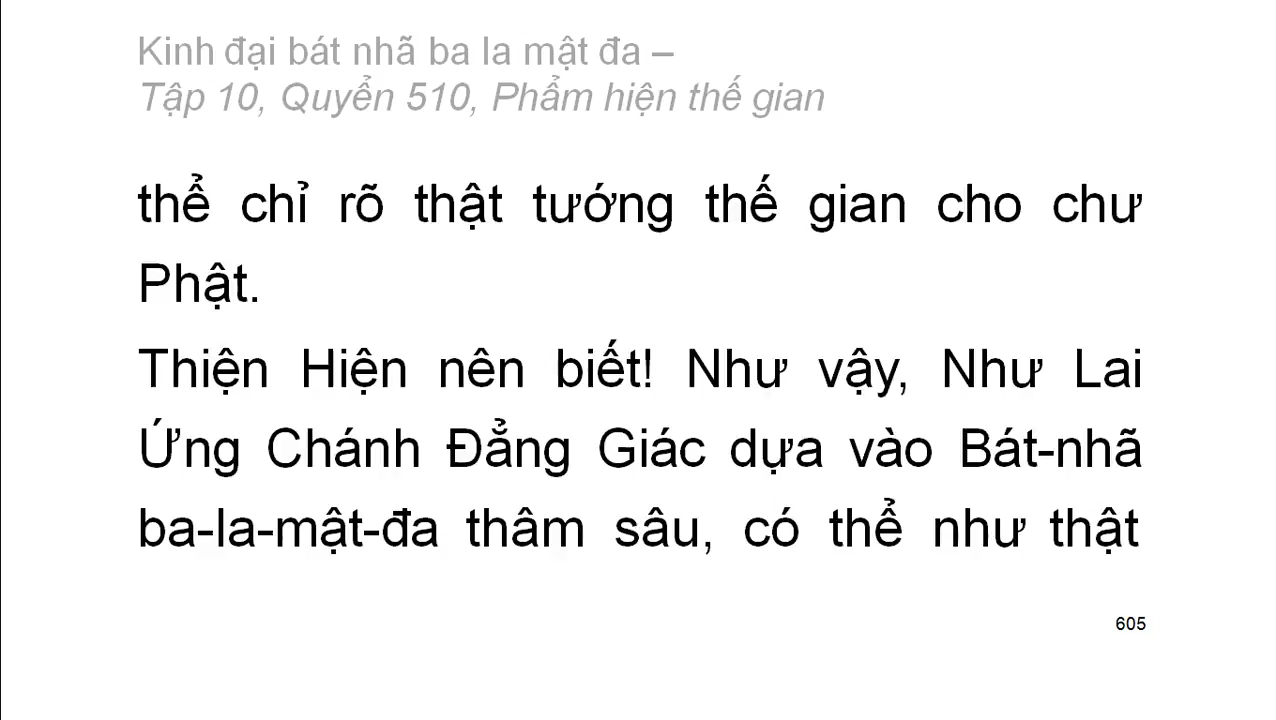 Kinh đại bát nhã ba la mật đa –
Tập 10, Quyển 510, Phẩm hiện thế gian
thể chỉ rõ thật tướng thế gian cho chư
Phật.
Thiện Hiện nên biết! Như vậy, Như Lai
Ứng Chánh Đẳng Giác dựa vào Bát-nhã
ba-la-mật-đa thâm sâu, có thể như thật
605